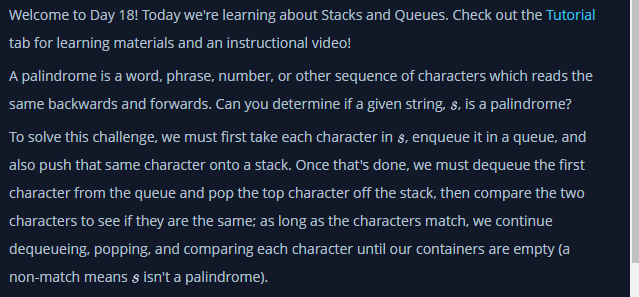 Welcome to Day 18! Today we're learning about Stacks and Queues. Check out the Tutorial
tab for learning materials and an instructional video!
A palindrome is a word, phrase, number, or other sequence of characters which reads the
same backwards and forwards. Can you determine if a given string, s, is a palindrome?
To solve this challenge, we must first take each character in s, enqueue it in a queue, and
also push that same character onto a stack. Once that's done, we must dequeue the first
character from the queue and pop the top character off the stack, then compare the two
characters to see if they are the same; as long as the characters match, we continue
dequeueing, popping, and comparing each character until our containers are empty (a
non-match means s isn't a palindrome).